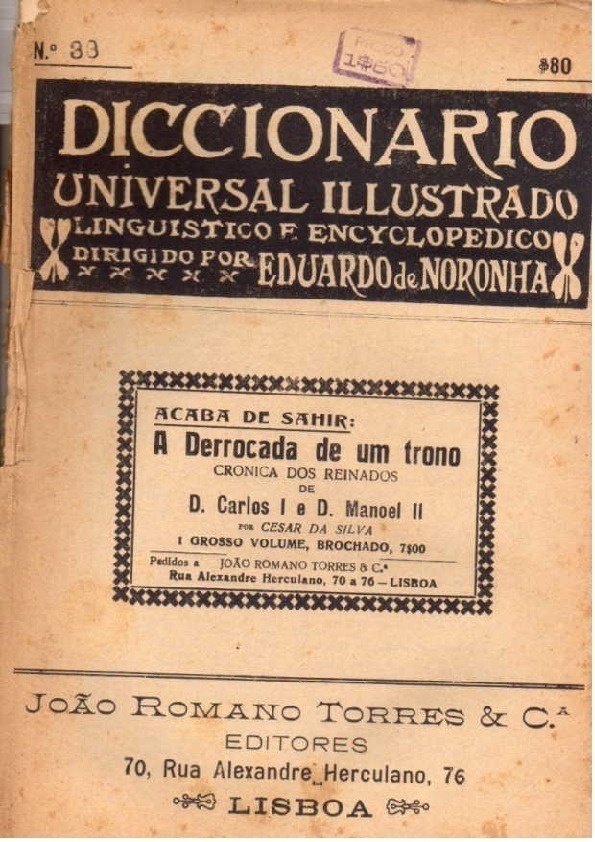 N.º 33
1$60
$80
DICCIONARIO
UNIVERSAL ILLUSTRADO
LINGUISTICO E ENCYCLOPEDICO
DIRIGIDO POR EDUARDO de NORONHA
ACABA DE SAHIR:
A Derrocada de um trono
CRONICA DOS REINADOS
DE
D. Carlos I e D. Manoel II
POR CESAR DA SILVA
1 GROSSO VOLUME, BROCHADO, 7$00
Pedidos a JOÃO ROMANO TORRES & C.ª
Rua Alexandre Herculano, 70 a 76 – LISBOA
JOÃO ROMANO TORRES & C.ª
EDITORES
70, Rua Alexandre Herculano, 76
LISBOA